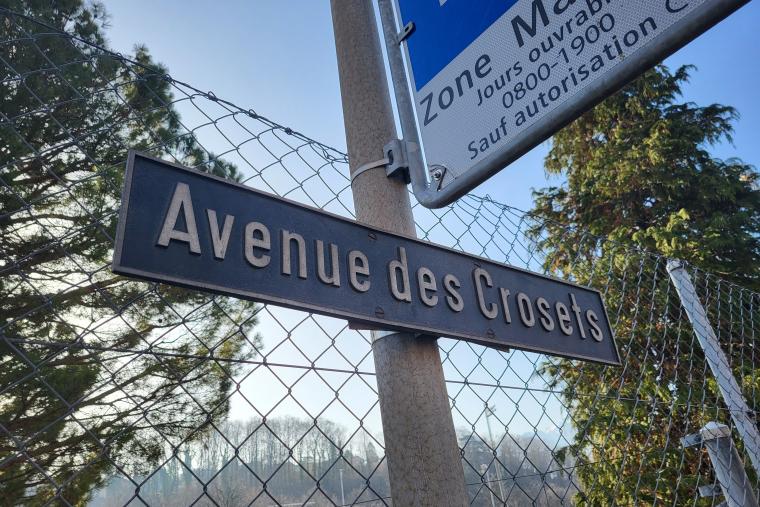 Zone
Jours ouvrab
0800-1900
Sauf autorisation
Avenue des Crosets